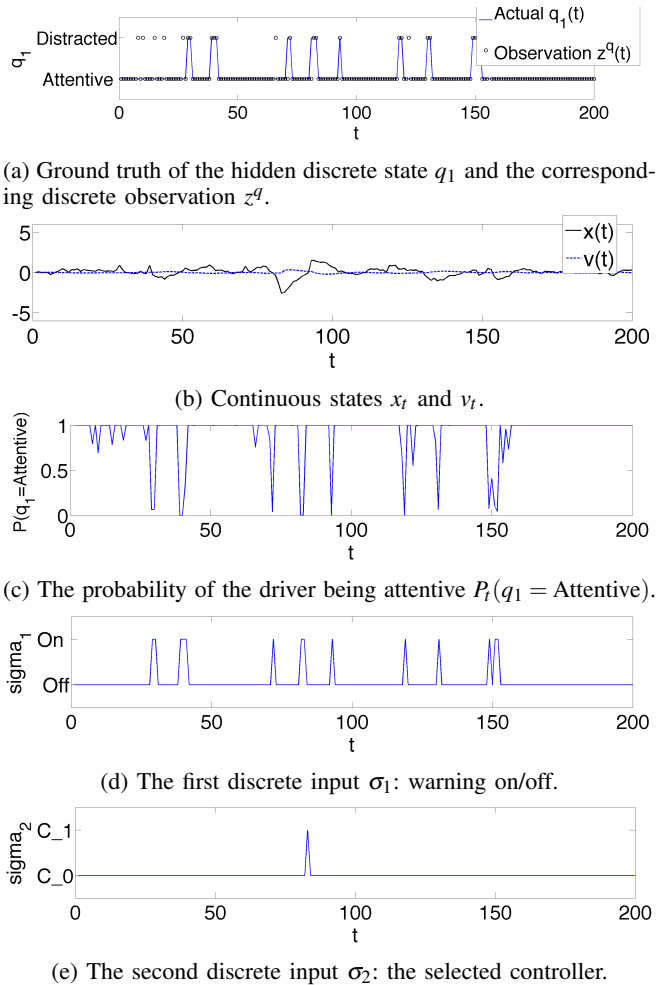 Distracted
Attentive
q1
Actual q1(t)
Observation zq(t)
0 50 100 150 200
t
(a) Ground truth of the hidden discrete state q1 and the correspond-
ing discrete observation zq.
5
0
-5
x(t)
v(t)
0 50 100 150 200
t
(b) Continuous states xt and vt.
P(q1=Attentive)
1
0.5
0
0 50 100 150 200
t
(c) The probability of the driver being attentive Pt(q1 = Attentive).
sigma1
On
Off
0 50 100 150 200
t
(d) The first discrete input σ1: warning on/off.
sigma2
C_1
C_0
0 50 100 150 200
t
(e) The second discrete input σ2: the selected controller.